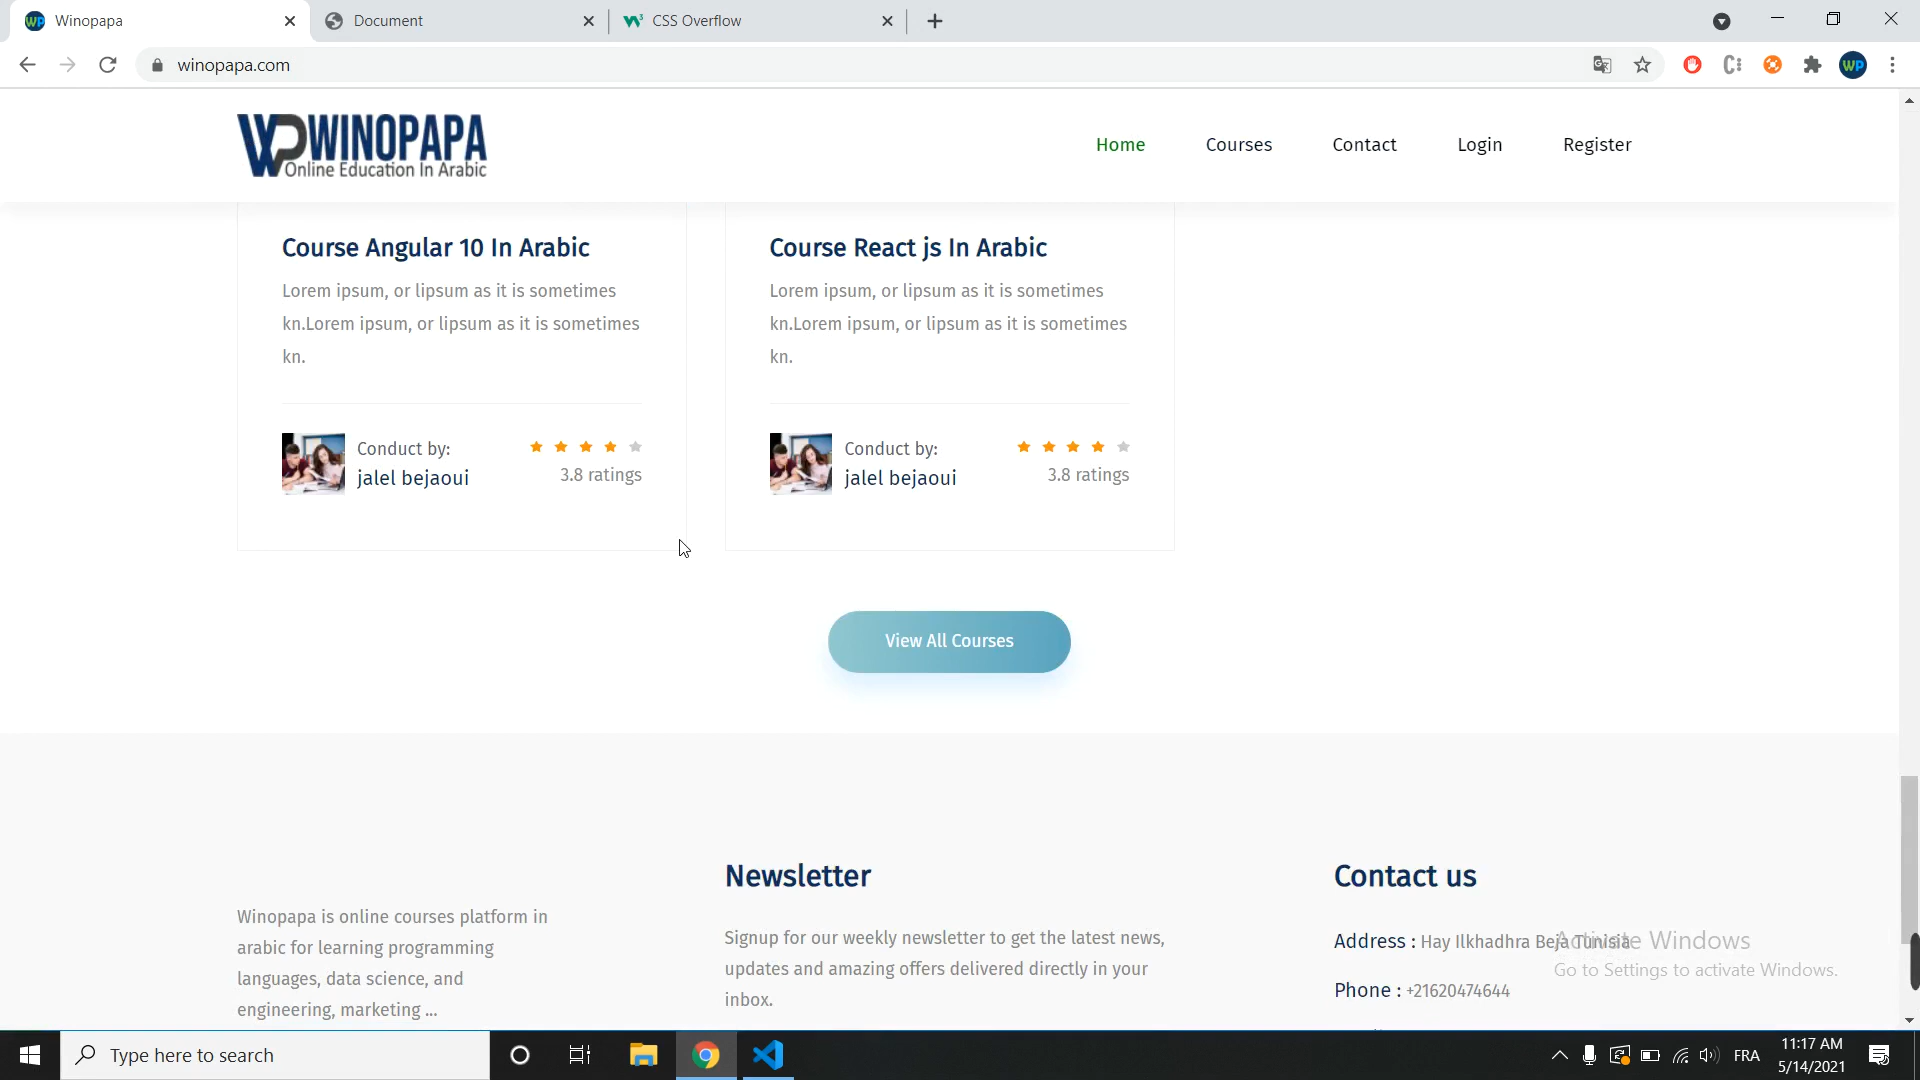 Winopapa
Document
CSS Overflow
winopapa.com
WINOPAPA
Online Education In Arabic
Home
Courses
Contact
Login
Register
Course Angular 10 In Arabic
Lorem ipsum, or lipsum as it is sometimes
kn.Lorem ipsum, or lipsum as it is sometimes
kn.
Conduct by:
jalel bejaoui
3.8 ratings
Course React js In Arabic
Lorem ipsum, or lipsum as it is sometimes
kn.Lorem ipsum, or lipsum as it is sometimes
kn.
Conduct by:
jalel bejaoui
3.8 ratings
View All Courses
Winopapa is online courses platform in
arabic for learning programming
languages, data science, and
engineering, marketing ...
Newsletter
Signup for our weekly newsletter to get the latest news,
updates and amazing offers delivered directly in your
inbox.
Contact us
Address : Hay Ilkhadhra Beja Tunisia
Phone : +21620474644
Activate Windows
Go to Settings to activate Windows.
Type here to search
FRA
11:17 AM
5/14/2021